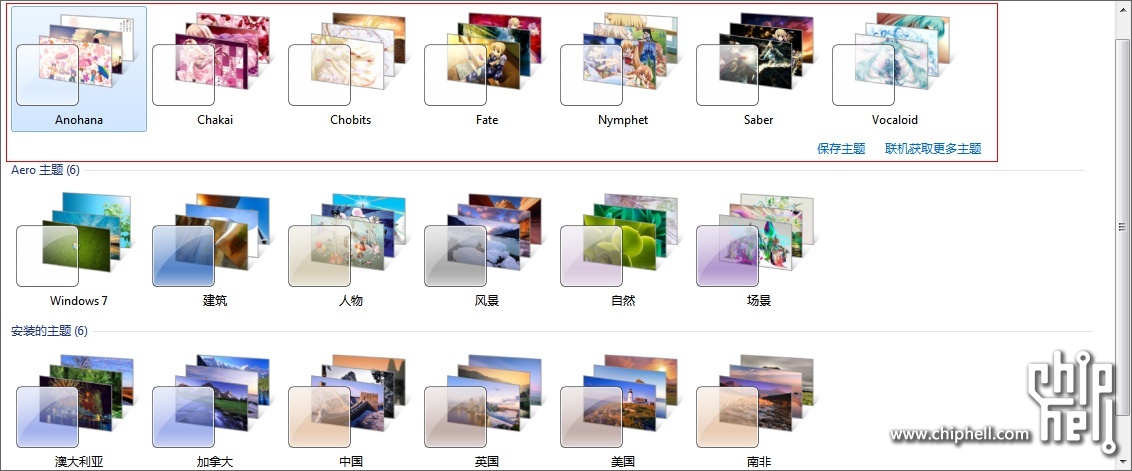 Anohana Chakai Chobits Fate Nymphet Saber Vocaloid
保存主题 联机获取更多主题
Aero 主题 (6)
Windows 7 建筑 人物 风景 自然 场景
安装的主题 (6)
chip
hell
www.chiphell.com
澳大利亚 加拿大 中国 英国 美国 南非